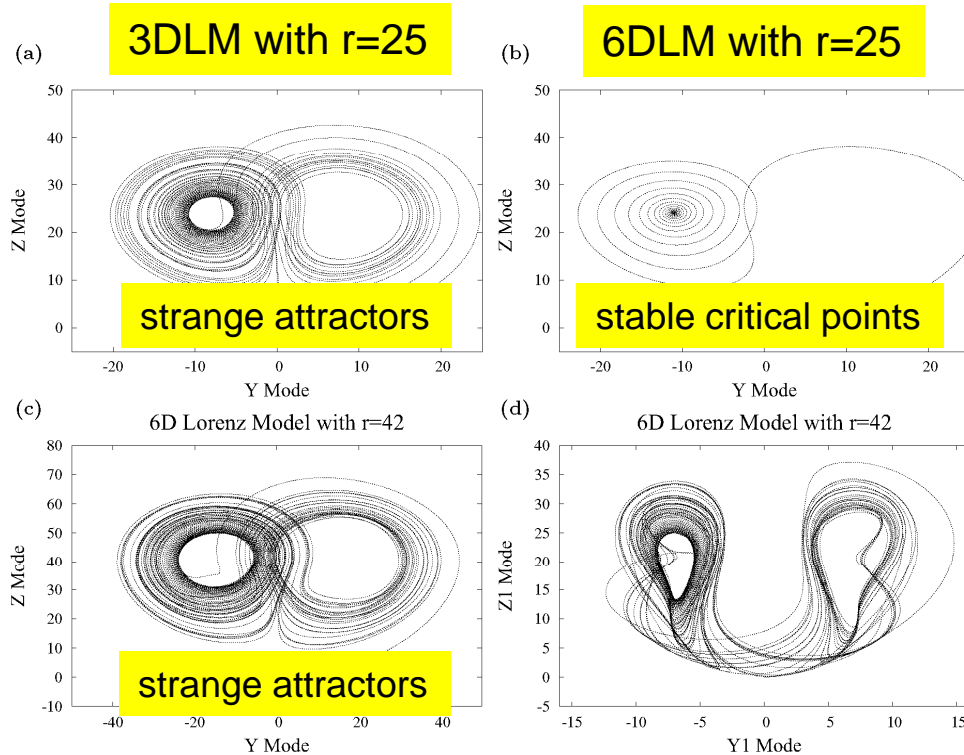 3DLM with r=25
6DLM with r=25
(a)
(b)
50
40
30
20
10
0
Z Mode
-20 -10 0 10 20
Y Mode
strange attractors
50
40
30
20
10
0
Z Mode
-20 -10 0 10 20
Y Mode
stable critical points
(c)
6D Lorenz Model with r=42
80
70
60
50
40
30
20
10
0
-10
Z Mode
-40 -20 0 20 40
Y Mode
strange attractors
(d)
6D Lorenz Model with r=42
40
35
30
25
20
15
10
5
0
-5
Z1 Mode
-15 -10 -5 0 5 10 15
Y1 Mode